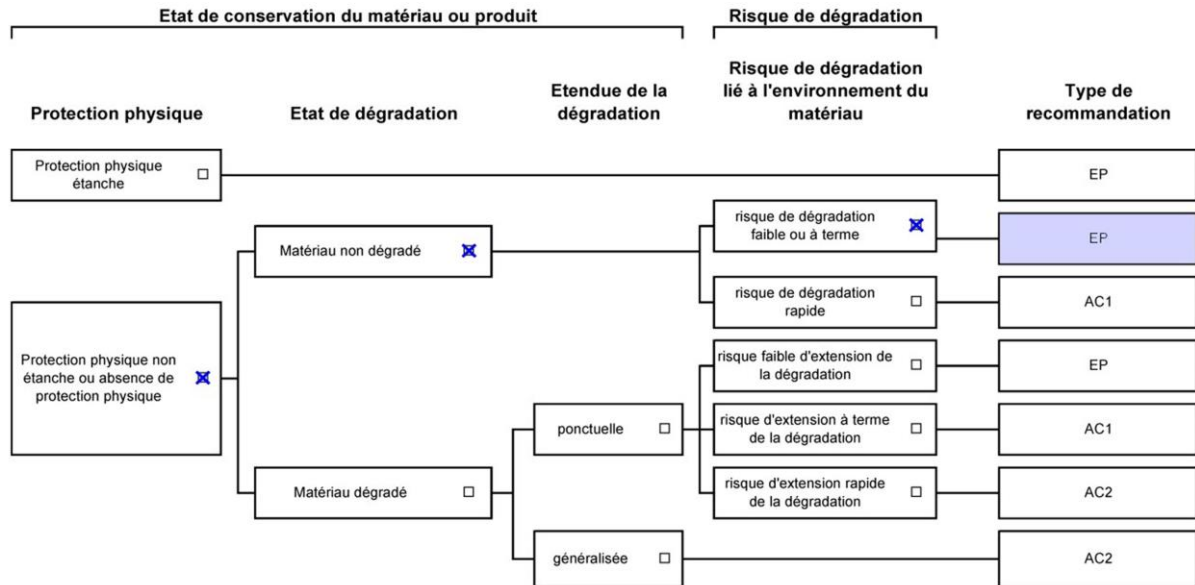 Etat de conservation du matériau ou produit
Risque de dégradation
Protection physique
Etat de dégradation
Etendue de la
dégradation
Risque de dégradation
lié à l'environnement du
matériau
Type de
recommandation
Protection physique
étanche
EP
Matériau non dégradé
risque de dégradation
faible ou à terme
EP
risque de dégradation
rapide
AC1
Protection physique non
étanche ou absence de
protection physique
risque faible d'extension de
la dégradation
EP
ponctuelle
risque d'extension à terme
de la dégradation
AC1
Matériau dégradé
risque d'extension rapide
de la dégradation
AC2
généralisée
AC2